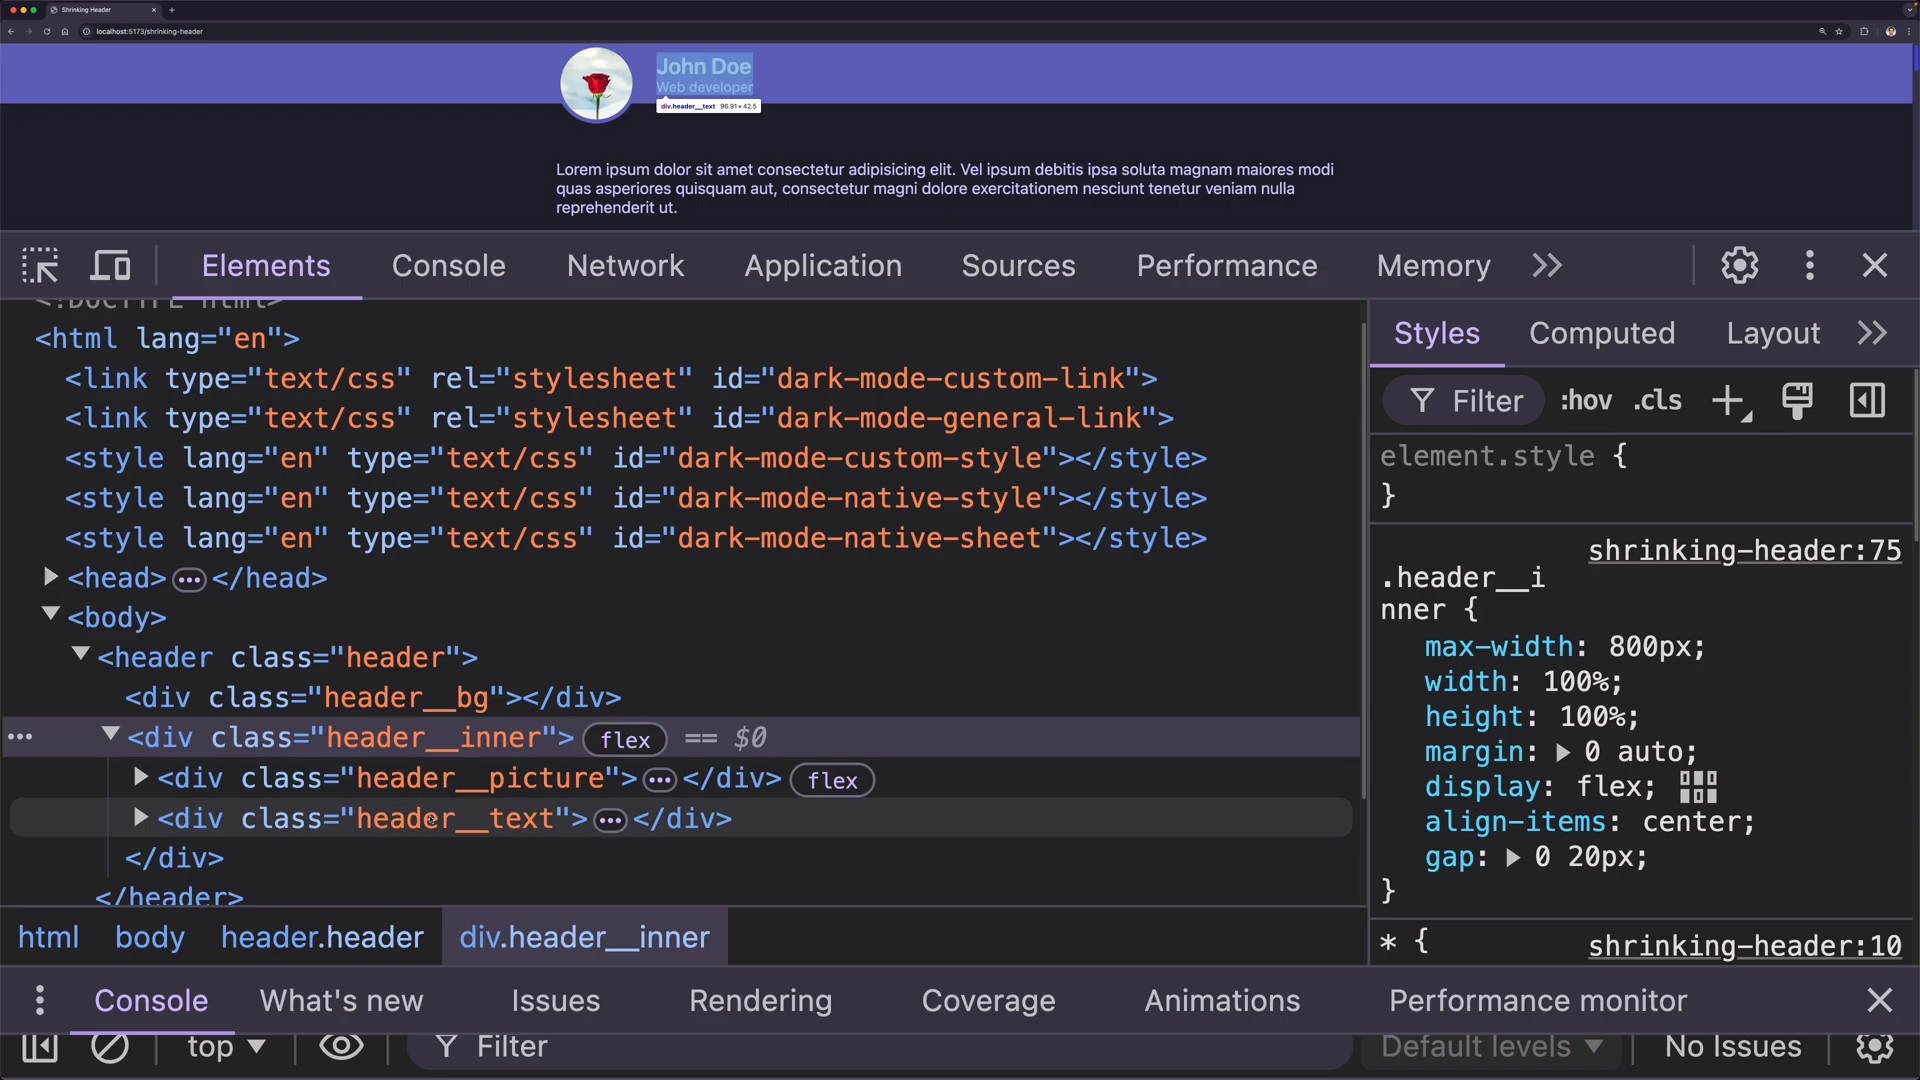 Shrinking Header
localhost:5173/shrinking-header
John Doe
Web developer
div.header__text 96.91×42.5
Lorem ipsum dolor sit amet consectetur adipisicing elit. Vel ipsum debitis ipsa soluta magnam maiores modi
quas asperiores quisquam aut, consectetur magni dolore exercitationem nesciunt tenetur veniam nulla
reprehenderit ut.
Elements Console Network Application Sources Performance Memory
<!DOCTYPE html>
<html lang="en">
<link type="text/css" rel="stylesheet" id="dark-mode-custom-link">
<link type="text/css" rel="stylesheet" id="dark-mode-general-link">
<style lang="en" type="text/css" id="dark-mode-custom-style"></style>
<style lang="en" type="text/css" id="dark-mode-native-style"></style>
<style lang="en" type="text/css" id="dark-mode-native-sheet"></style>
<head> ••• </head>
<body>
<header class="header">
<div class="header__bg"></div>
••• <div class="header__inner"> flex == $0
<div class="header__picture"> ••• </div> flex
<div class="header__text"> ••• </div>
</div>
</header>
html body header.header div.header__inner
Styles Computed Layout
Filter :hov .cls
element.style {
}
shrinking-header:75
.header__i
nner {
max-width: 800px;
width: 100%;
height: 100%;
margin: 0 auto;
display: flex;
align-items: center;
gap: 0 20px;
}
* { shrinking-header:10
Console What's new Issues Rendering Coverage Animations Performance monitor
top Filter Default levels No Issues